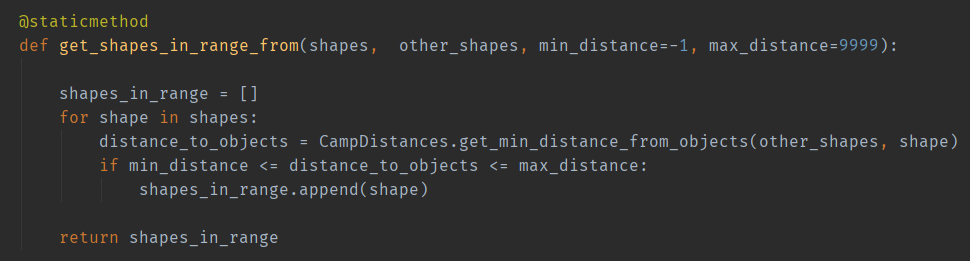 @staticmethod
def get_shapes_in_range_from(shapes,  other_shapes, min_distance=-1, max_distance=9999):
    shapes_in_range = []
    for shape in shapes:
        distance_to_objects = CampDistances.get_min_distance_from_objects(other_shapes, shape)
        if min_distance <= distance_to_objects <= max_distance:
            shapes_in_range.append(shape)
    return shapes_in_range